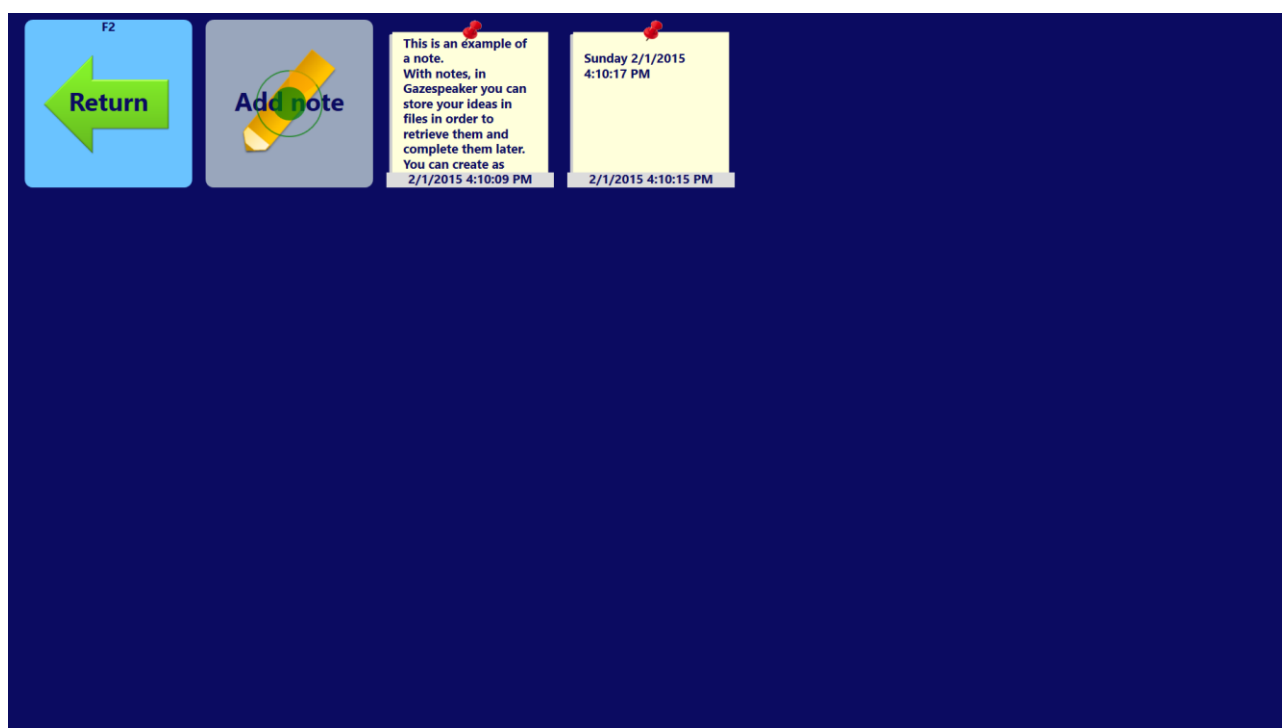 F2
Return
Add note
This is an example of
a note.
With notes, in
Gazespeaker you can
store your ideas in
files in order to
retrieve them and
complete them later.
You can create as
2/1/2015 4:10:09 PM
Sunday 2/1/2015
4:10:17 PM
2/1/2015 4:10:15 PM